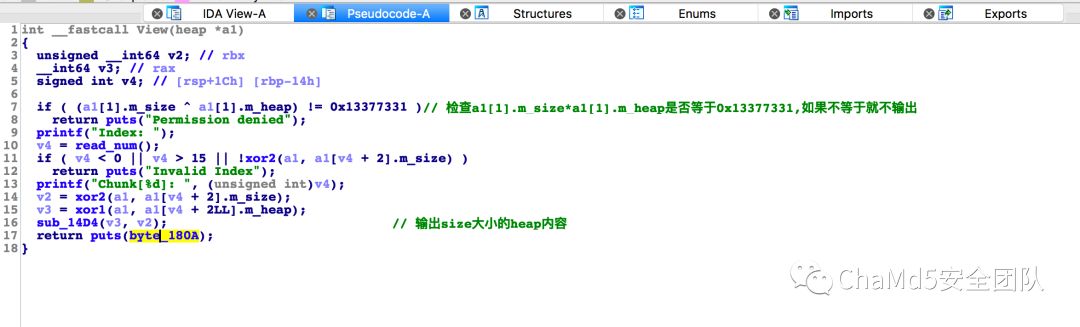 IDA View-A Pseudocode-A Structures Enums Imports Exports
1 int __fastcall View(heap *a1)
2 {
3 unsigned __int64 v2; // rbx
4 __int64 v3; // rax
5 signed int v4; // [rsp+1Ch] [rbp-14h]
6
7 if ( (a1[1].m_size ^ a1[1].m_heap) != 0x13377331 )// 检查a1[1].m_size*a1[1].m_heap是否等于0x13377331,如果不等于就不输出
8 return puts("Permission denied");
9 printf("Index: ");
10 v4 = read_num();
11 if ( v4 < 0 || v4 > 15 || !xor2(a1, a1[v4 + 2].m_size) )
12 return puts("Invalid Index");
13 printf("Chunk[%d]: ", (unsigned int)v4);
14 v2 = xor2(a1, a1[v4 + 2].m_size);
15 v3 = xor1(a1, a1[v4 + 2LL].m_heap);
16 sub_14D4(v3, v2); // 输出size大小的heap内容
17 return puts(byte_180A);
18 }
ChaMd5安全团队